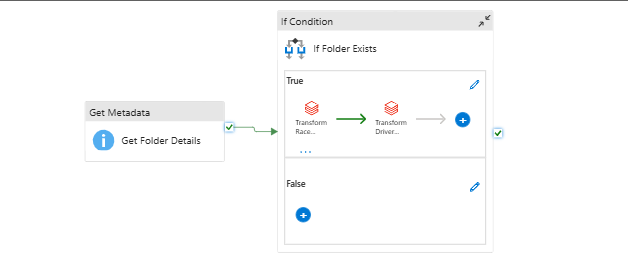 If Condition
If Folder Exists
True
Transform
Race...
Transform
Driver...
...
Get Metadata
Get Folder Details
False